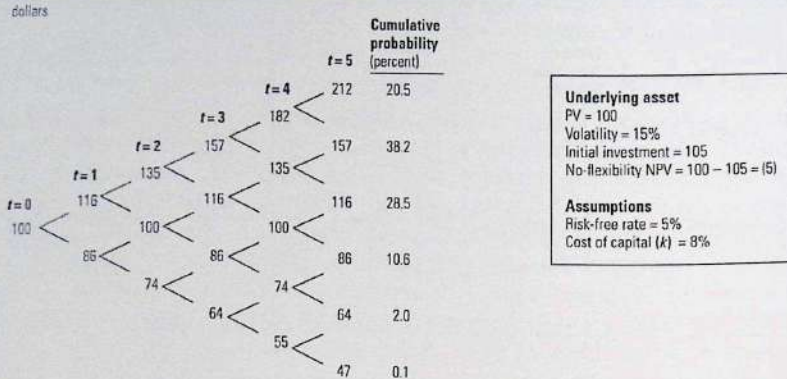 dollars
Cumulative
probability
(percent)
t = 5
212 20.5
t = 4
182
t = 3
157 157 38.2
t = 2
135 135
t = 1
116 116 116 28.5
t = 0
100 100 100
86 86 86 10.6
74 74
64 64 2.0
55
47 0.1
Underlying asset
PV = 100
Volatility = 15%
Initial investment = 105
No-flexibility NPV = 100 – 105 = (5)
Assumptions
Risk-free rate = 5%
Cost of capital (k) = 8%